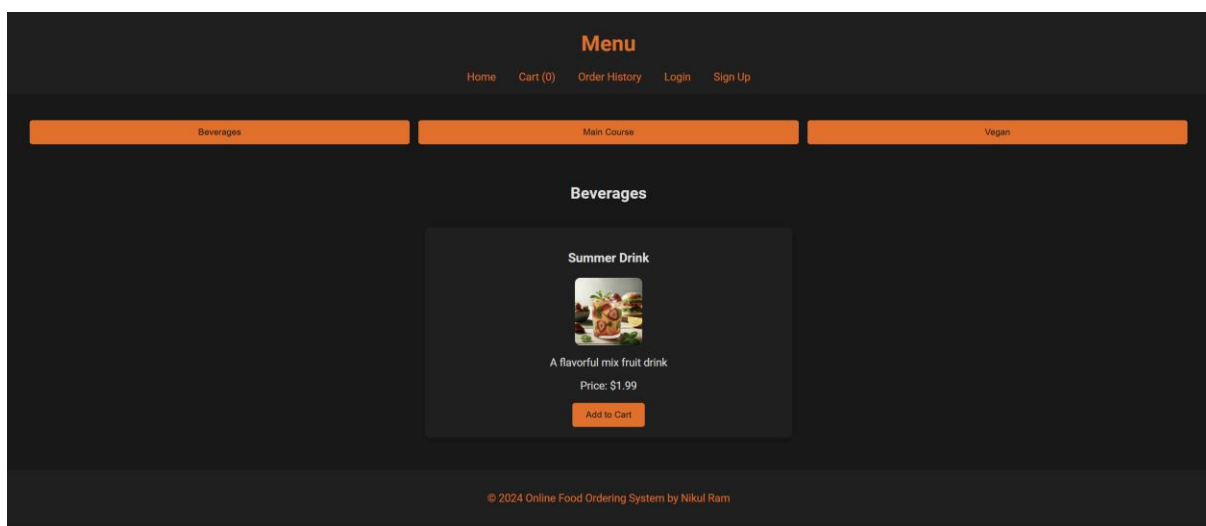 Menu
Home Cart (0) Order History Login Sign Up
Beverages Main Course Vegan
Beverages
Summer Drink
A flavorful mix fruit drink
Price: $1.99
Add to Cart
© 2024 Online Food Ordering System by Nikul Ram